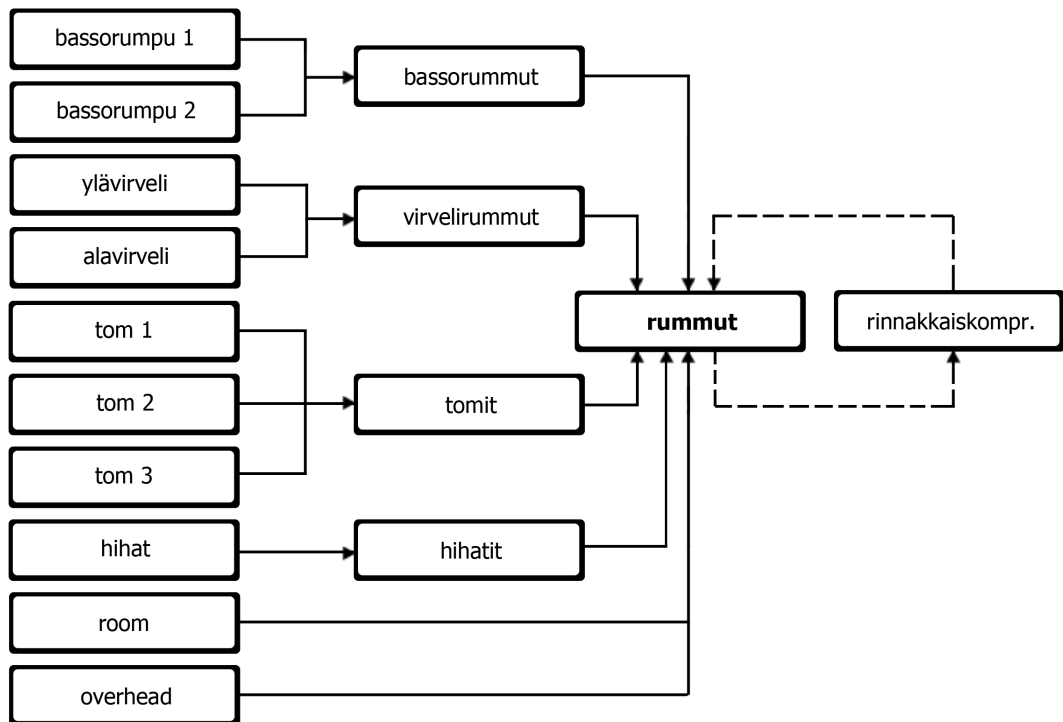 bassorumpu 1
bassorumpu 2
ylävirveli
alavirveli
tom 1
tom 2
tom 3
hihat
room
overhead
bassorummut
virvelirummut
tomit
hihatit
rummut
rinnakkaiskompr.